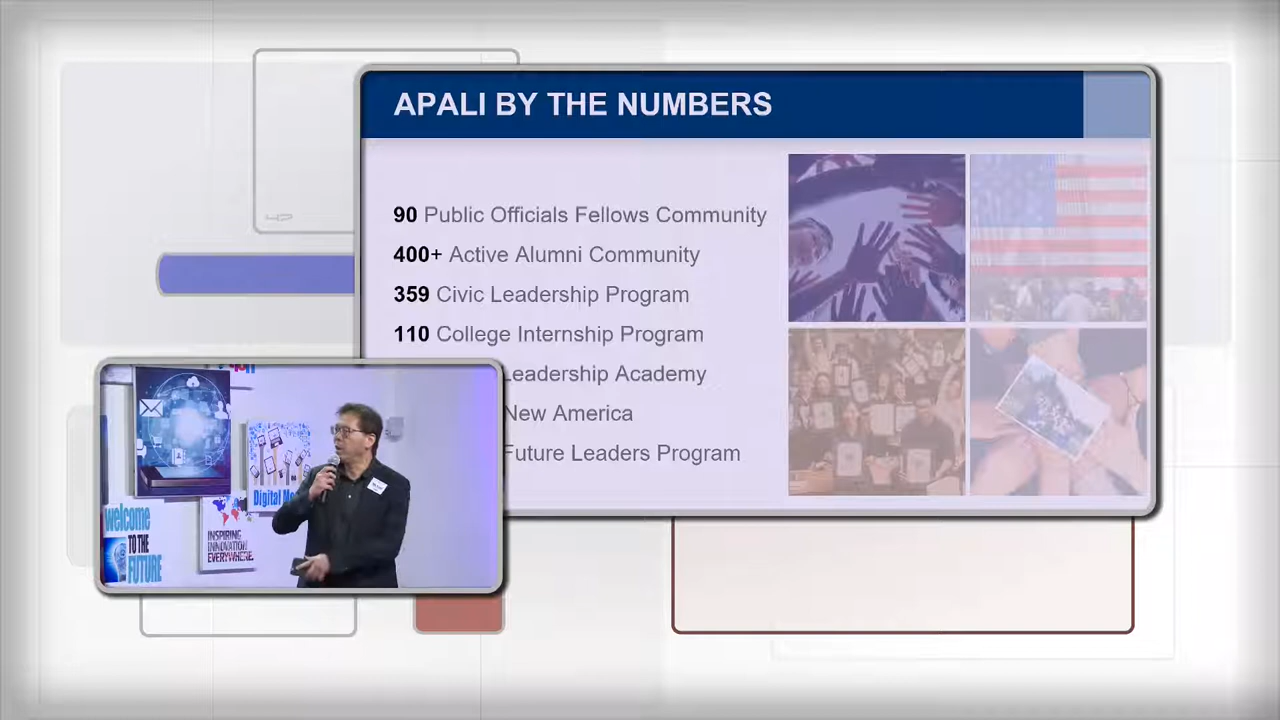 APALI BY THE NUMBERS
90 Public Officials Fellows Community
400+ Active Alumni Community
359 Civic Leadership Program
110 College Internship Program
Leadership Academy
New America
Future Leaders Program
Digital
welcome
TO THE
FUTURE
INSPIRING
INNOVATION
EVERYWHERE.